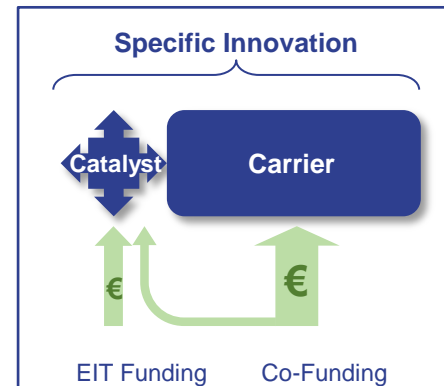 Specific Innovation
Catalyst Carrier
€ €
EIT Funding Co-Funding